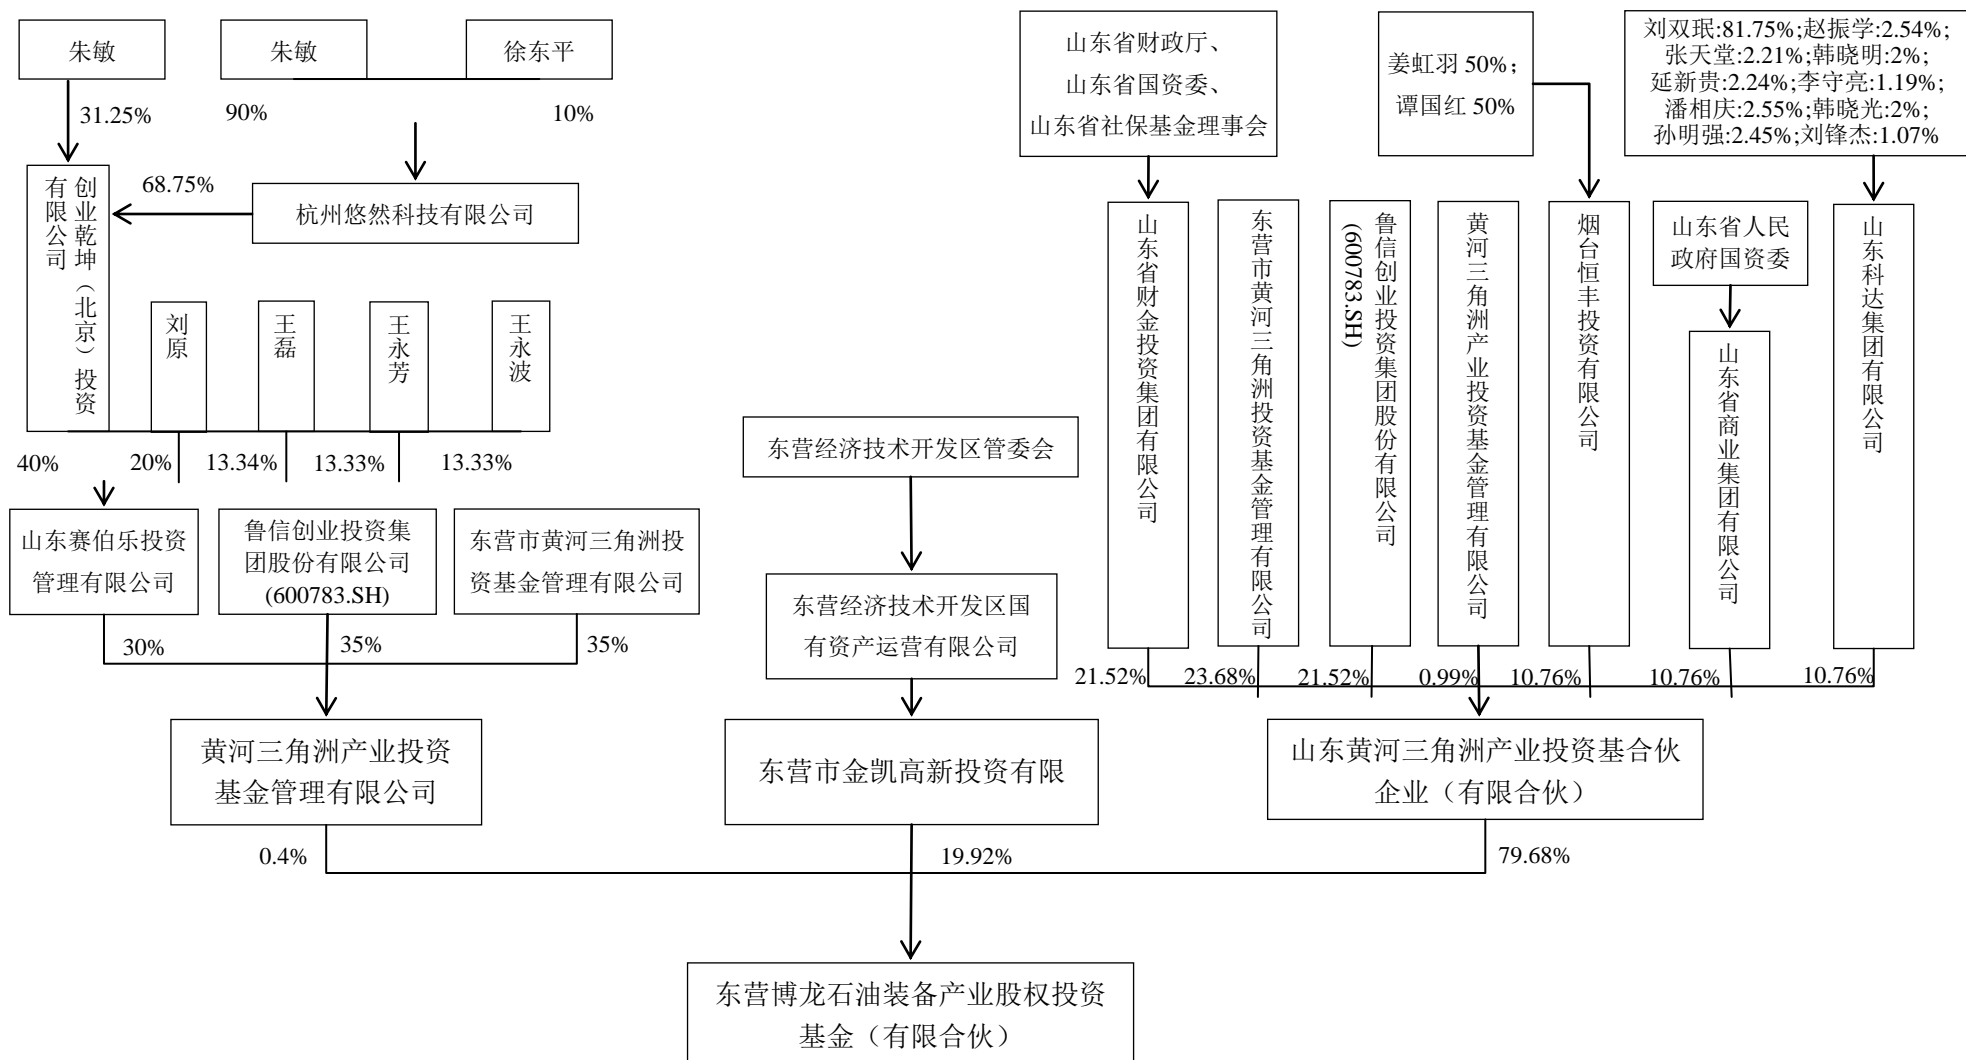 朱敏
朱敏
徐东平
31.25%
90%
10%
创业乾坤（北京）投资
有限公司
68.75%
杭州悠然科技有限公司
刘原
王磊
王永芳
王永波
40%
20%
13.34%
13.33%
13.33%
山东赛伯乐投资
管理有限公司
鲁信创业投资集
团股份有限公司
(600783.SH)
东营市黄河三角洲投
资基金管理有限公司
30%
35%
35%
黄河三角洲产业投资
基金管理有限公司
东营经济技术开发区管委会
东营经济技术开发区国
有资产运营有限公司
东营市金凯高新投资有限
山东省财政厅、
山东省国资委、
山东省社保基金理事会
姜虹羽 50%；
谭国红 50%
刘双珉:81.75%;赵振学:2.54%;
张天堂:2.21%;韩晓明:2%;
延新贵:2.24%;李守亮:1.19%;
潘相庆:2.55%;韩晓光:2%;
孙明强:2.45%;刘锋杰:1.07%
山东省财金投资集团有限公司
东营市黄河三角洲投资基金管理有限公司
鲁信创业投资集团股份有限公司
(600783.SH)
黄河三角洲产业投资基金管理有限公司
烟台恒丰投资有限公司
山东省人民
政府国资委
山东省商业集团有限公司
山东科达集团有限公司
21.52%
23.68%
21.52%
0.99%
10.76%
10.76%
10.76%
山东黄河三角洲产业投资基合伙
企业（有限合伙）
0.4%
19.92%
79.68%
东营博龙石油装备产业股权投资
基金（有限合伙）